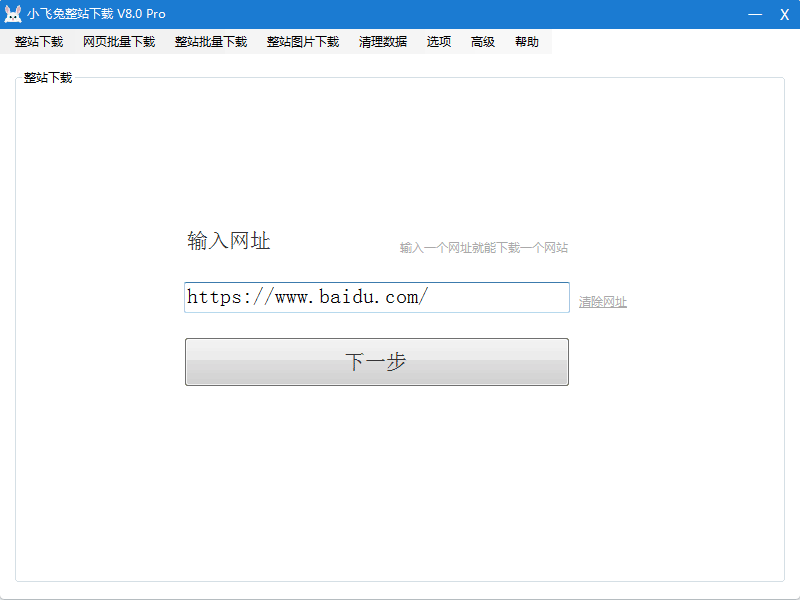 小飞兔整站下载 V8.0 Pro
整站下载 网页批量下载 整站批量下载 整站图片下载 清理数据 选项 高级 帮助
整站下载
输入网址 输入一个网址就能下载一个网站
https://www.baidu.com/ 清除网址
下一步